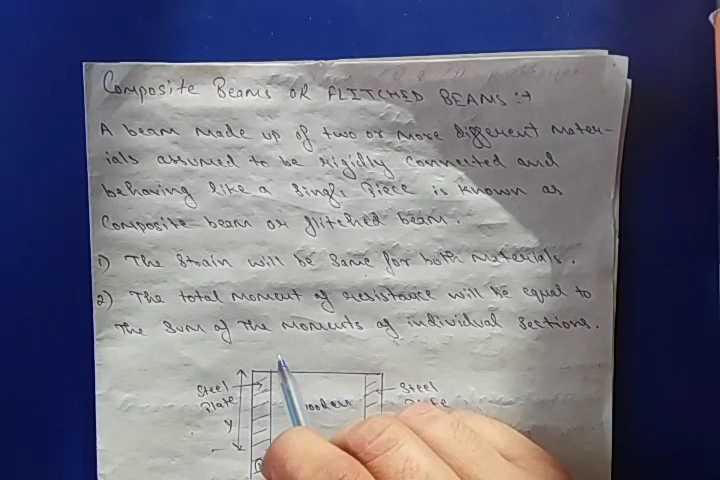 Composite Beams OR FLITCHED BEAMS :→
A beam made up of two or more different mater-
ials assumed to be rigidly connected and
behaving like a Single Piece is known as
Composite beam or flitched beam.
1) The Strain will be Same for both materials.
2) The total moment of resistance will be equal to
The Sum of The Moments of individual Sections.
Steel
Plate
y
wooden
Steel